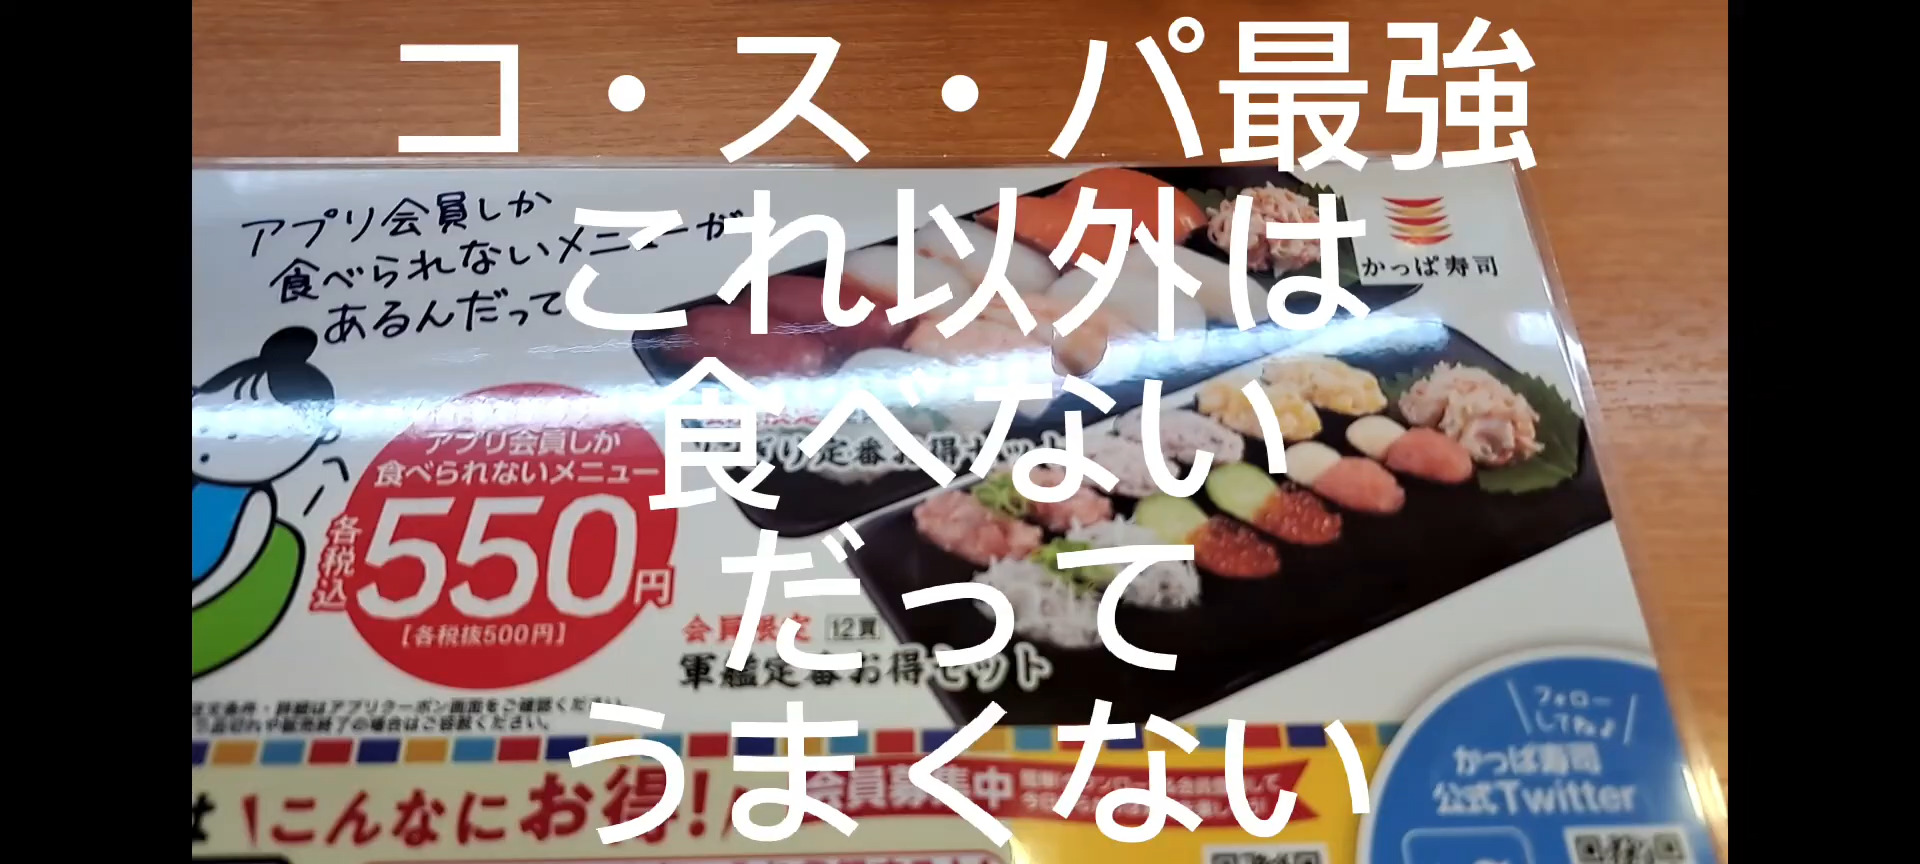 コ・ス・パ最強
これ以外は
食べない
だって
うまくない
アプリ会員しか
食べられないメニューが
あるんだって
かっぱ寿司
アプリ会員しか
食べられないメニュー
各税込
550円
[各税抜500円]
会員限定 12貫
軍艦定番お得セット
こんなにお得!
会員募集中
フォロー
してね♪
かっぱ寿司
公式Twitter